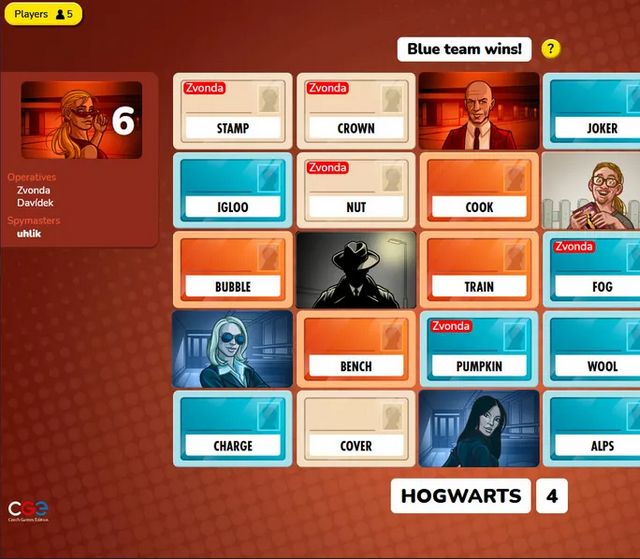 Players 5
Blue team wins! ?
6
Operatives
Zvonda
Davídek
Spymasters
uhlik
Zvonda
STAMP
Zvonda
CROWN
JOKER
IGLOO
Zvonda
NUT
COOK
BUBBLE
TRAIN
Zvonda
FOG
BENCH
Zvonda
PUMPKIN
WOOL
CHARGE
COVER
ALPS
HOGWARTS 4
CGE
Czech Games Edition